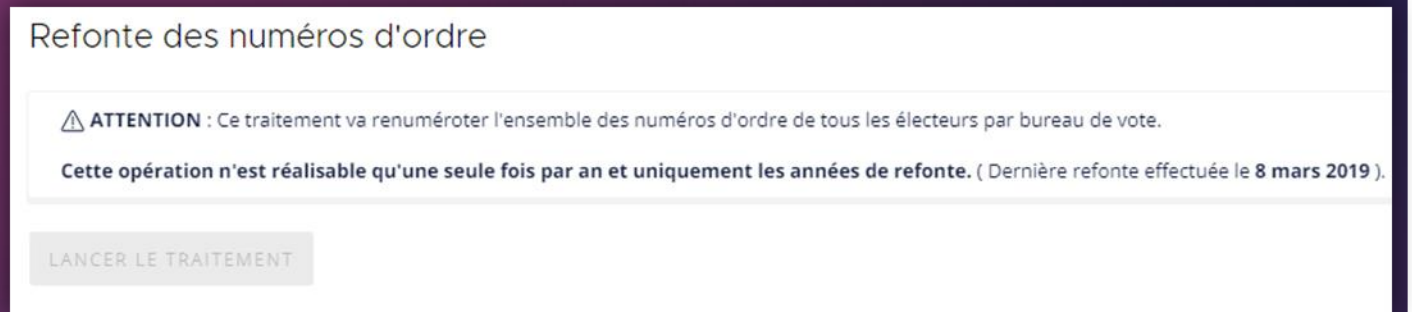 Refonte des numéros d'ordre
⚠ ATTENTION : Ce traitement va renuméroter l'ensemble des numéros d'ordre de tous les électeurs par bureau de vote.
Cette opération n'est réalisable qu'une seule fois par an et uniquement les années de refonte. ( Dernière refonte effectuée le 8 mars 2019 ).
LANCER LE TRAITEMENT